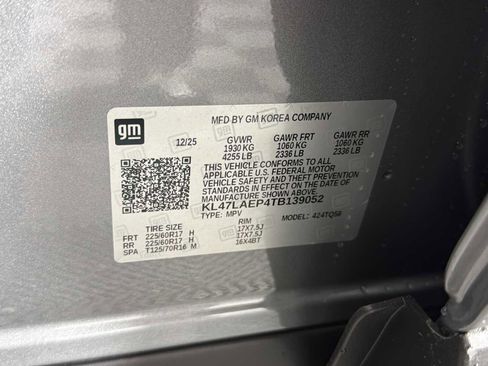 MFD BY GM KOREA COMPANY
gm
12/25 GVWR GAWR FRT GAWR RR
1930 KG 1060 KG 1060 KG
4255 LB 2336 LB 2336 LB
THIS VEHICLE CONFORMS TO ALL
APPLICABLE U.S. FEDERAL MOTOR
VEHICLE SAFETY AND THEFT PREVENTION
STANDARDS IN EFFECT ON THE DATE OF
MANUFACTURE SHOWN ABOVE.
KL47LAEP4TB139052
TYPE: MPV MODEL: 424TQ58
TIRE SIZE RIM
FRT 225/60R17 H 17X7.5J
RR 225/60R17 H 17X7.5J
SPA T125/70R16 M 16X4BT